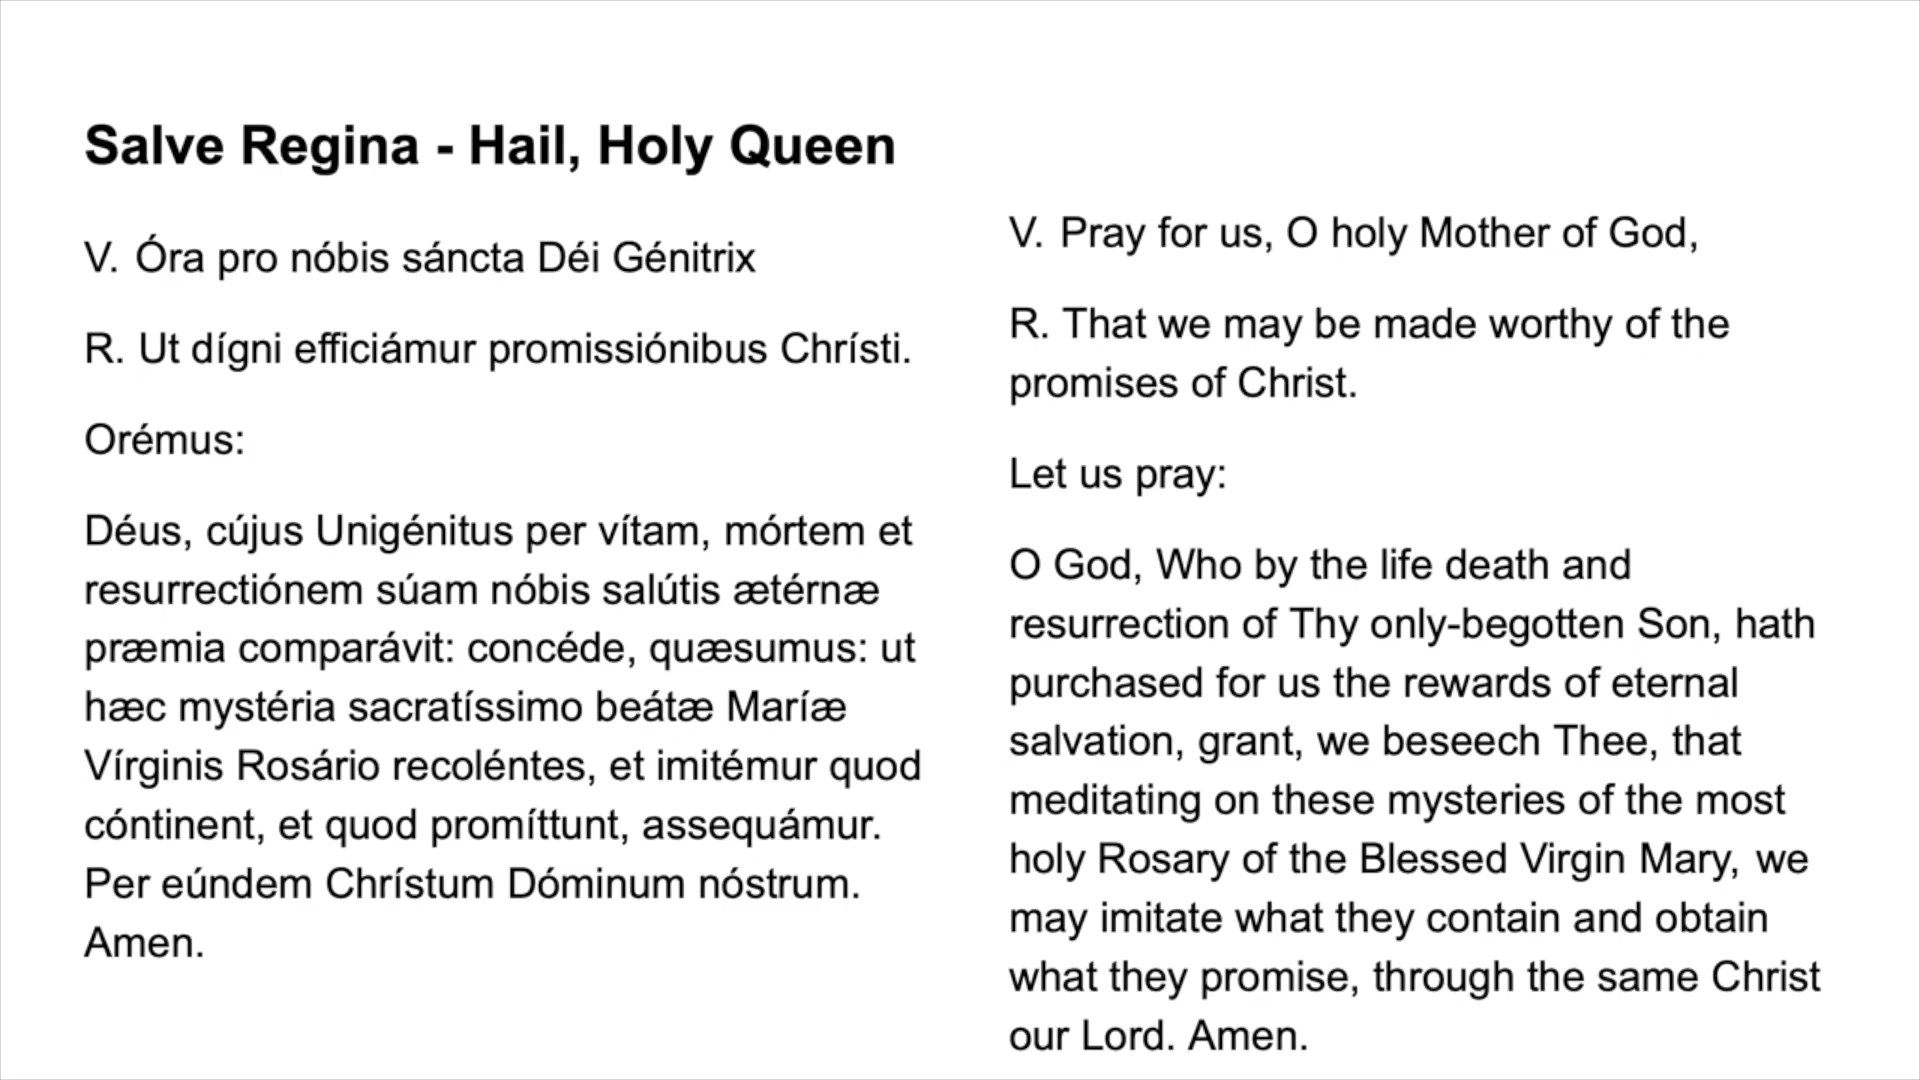 Salve Regina - Hail, Holy Queen
V. Óra pro nóbis sáncta Déi Génitrix
R. Ut dígni efficiámur promissiónibus Chrísti.
Orémus:
Déus, cújus Unigénitus per vítam, mórtem et
resurrectiónem súam nóbis salútis ætérnæ
præmia comparávit: concéde, quæsumus: ut
hæc mystéria sacratíssimo beátæ Maríæ
Vírginis Rosário recoléntes, et imitémur quod
cóntinent, et quod promíttunt, assequámur.
Per eúndem Chrístum Dóminum nóstrum.
Amen.
V. Pray for us, O holy Mother of God,
R. That we may be made worthy of the
promises of Christ.
Let us pray:
O God, Who by the life death and
resurrection of Thy only-begotten Son, hath
purchased for us the rewards of eternal
salvation, grant, we beseech Thee, that
meditating on these mysteries of the most
holy Rosary of the Blessed Virgin Mary, we
may imitate what they contain and obtain
what they promise, through the same Christ
our Lord. Amen.